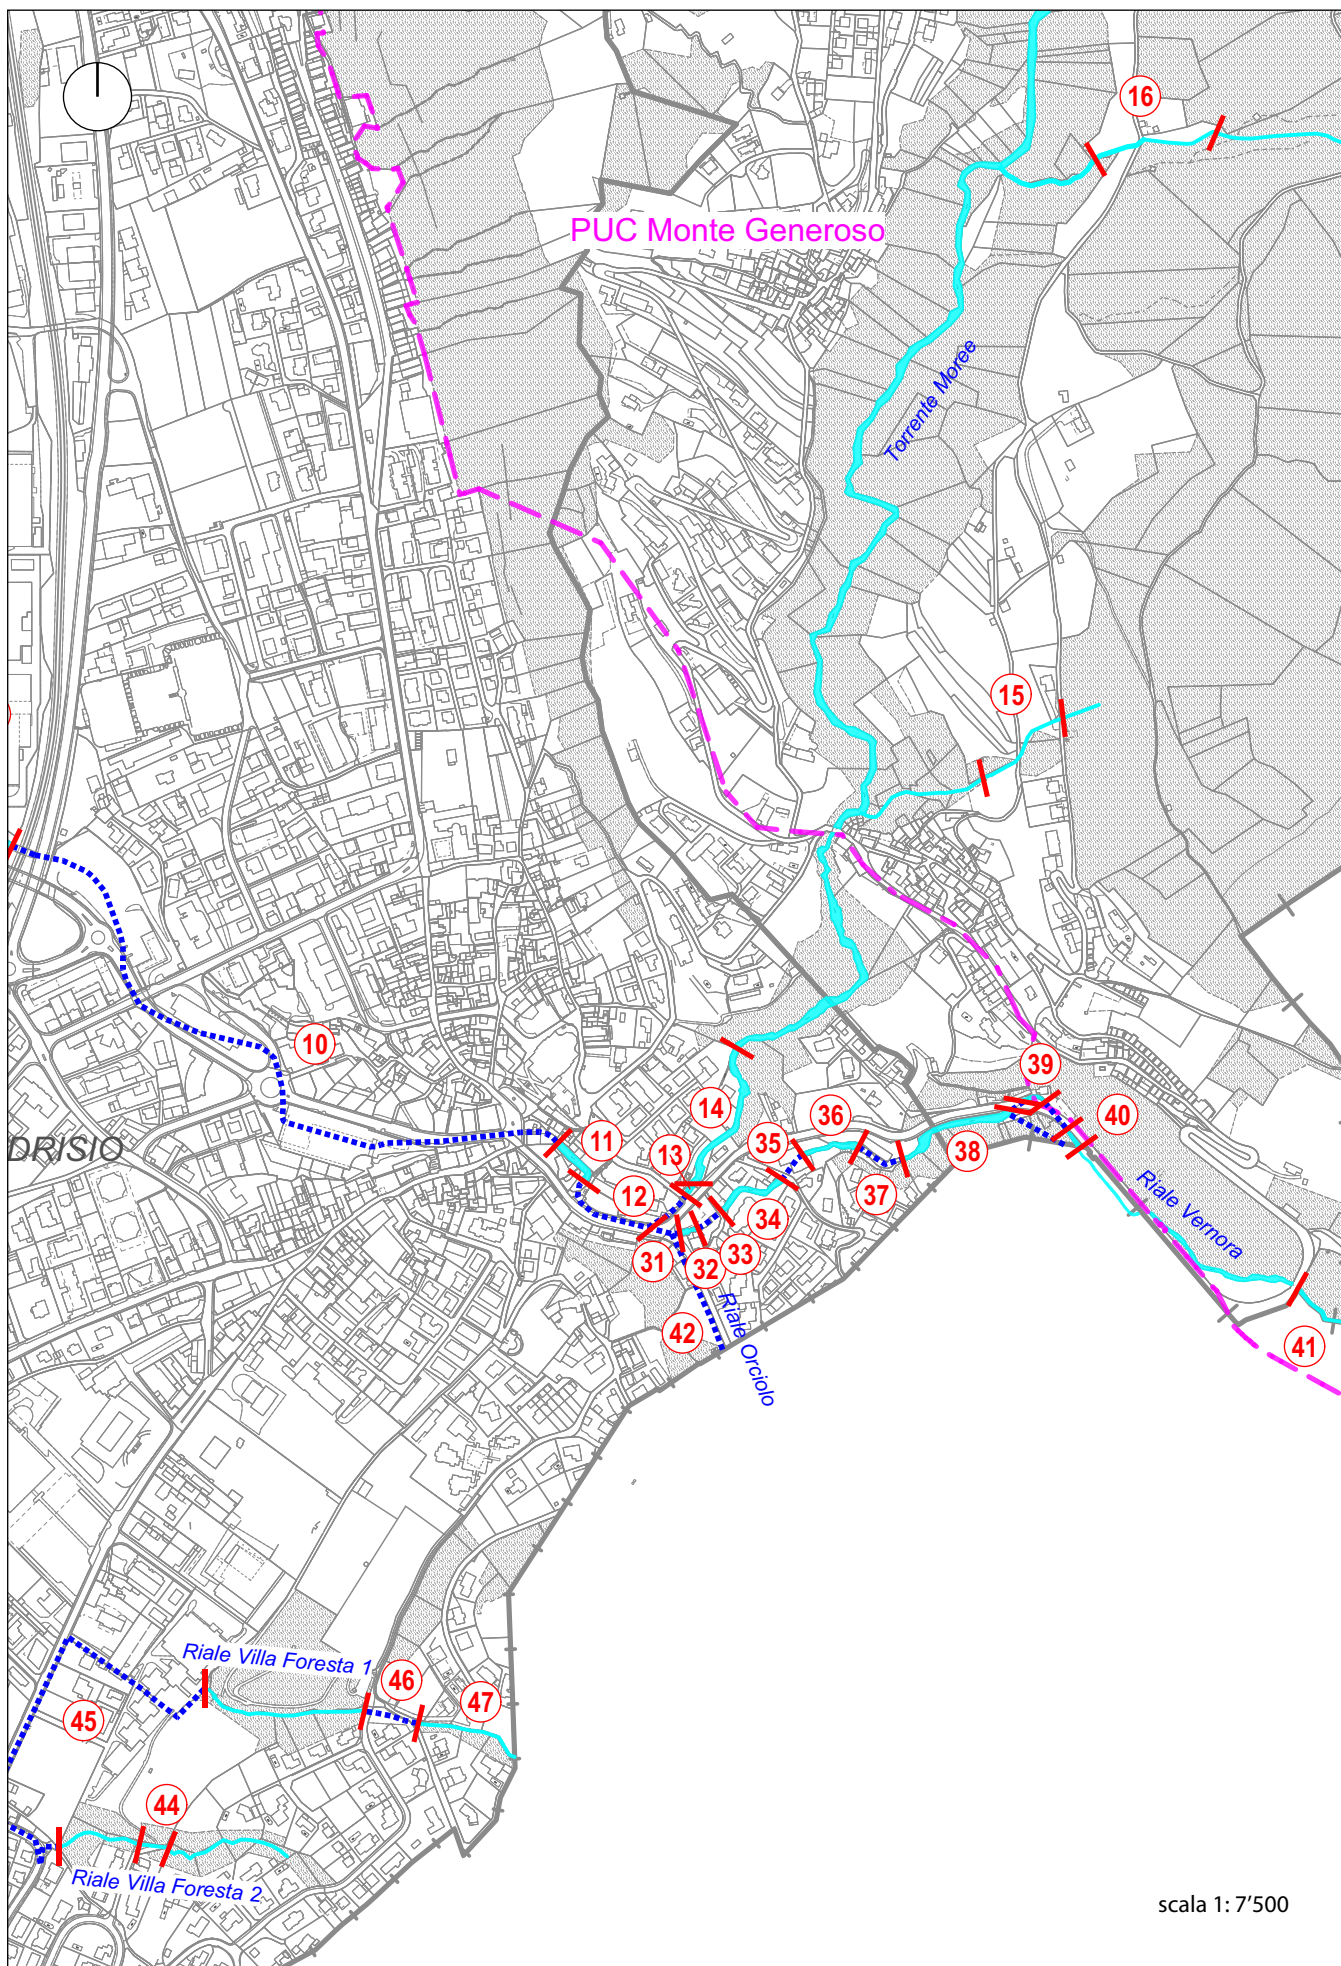 16
PUC Monte Generoso
Torrente Moree
15
10
39
14
36
40
11
DRISIO
35
38
13
12
37
34
Riale Vernora
33
31
32
42
Riale Orciolo
41
Riale Villa Foresta 1
46
47
45
44
Riale Villa Foresta 2
scala 1: 7'500